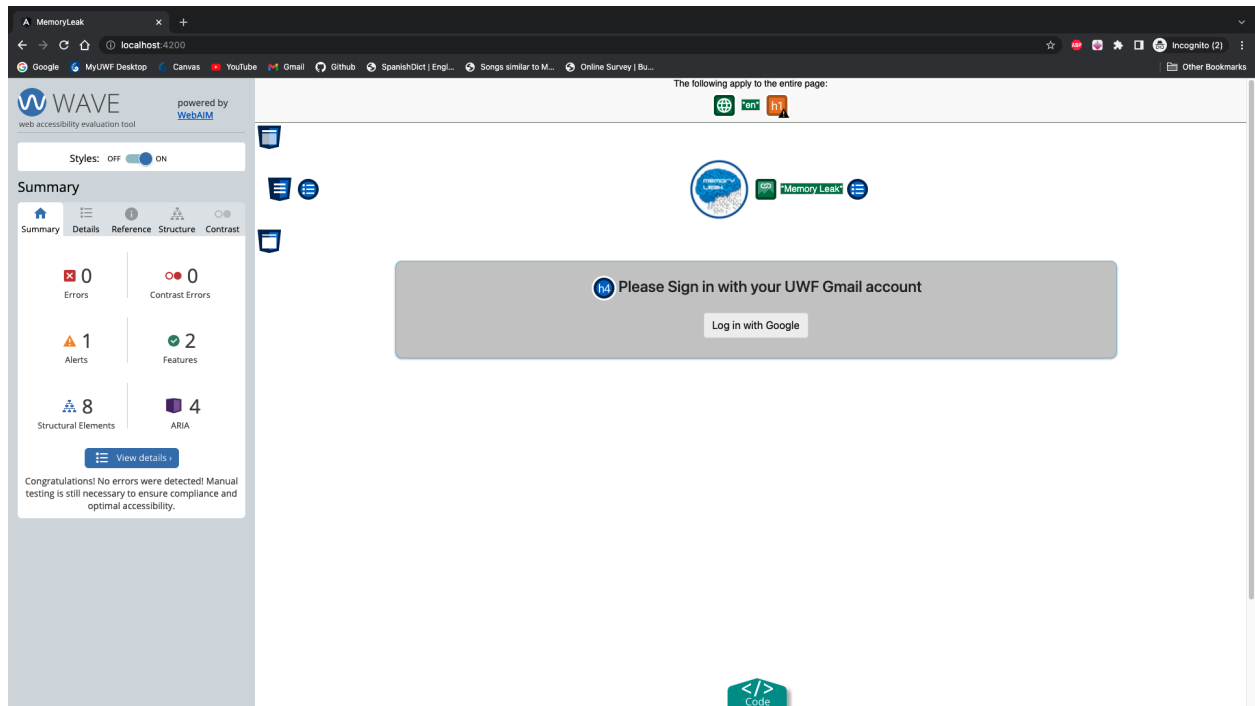 MemoryLeak
localhost:4200
Incognito (2)
Google MyUWF Desktop Canvas YouTube Gmail Github SpanishDict | Engl... Songs similar to M... Online Survey | Bu... Other Bookmarks
WAVE
web accessibility evaluation tool
powered by
WebAIM
Styles: OFF ON
Summary
Summary Details Reference Structure Contrast
0
Errors
0
Contrast Errors
1
Alerts
2
Features
8
Structural Elements
4
ARIA
View details ›
Congratulations! No errors were detected! Manual
testing is still necessary to ensure compliance and
optimal accessibility.
The following apply to the entire page:
"en" h1
memory
Leak
"Memory Leak"
h4 Please Sign in with your UWF Gmail account
Log in with Google
</>
Code